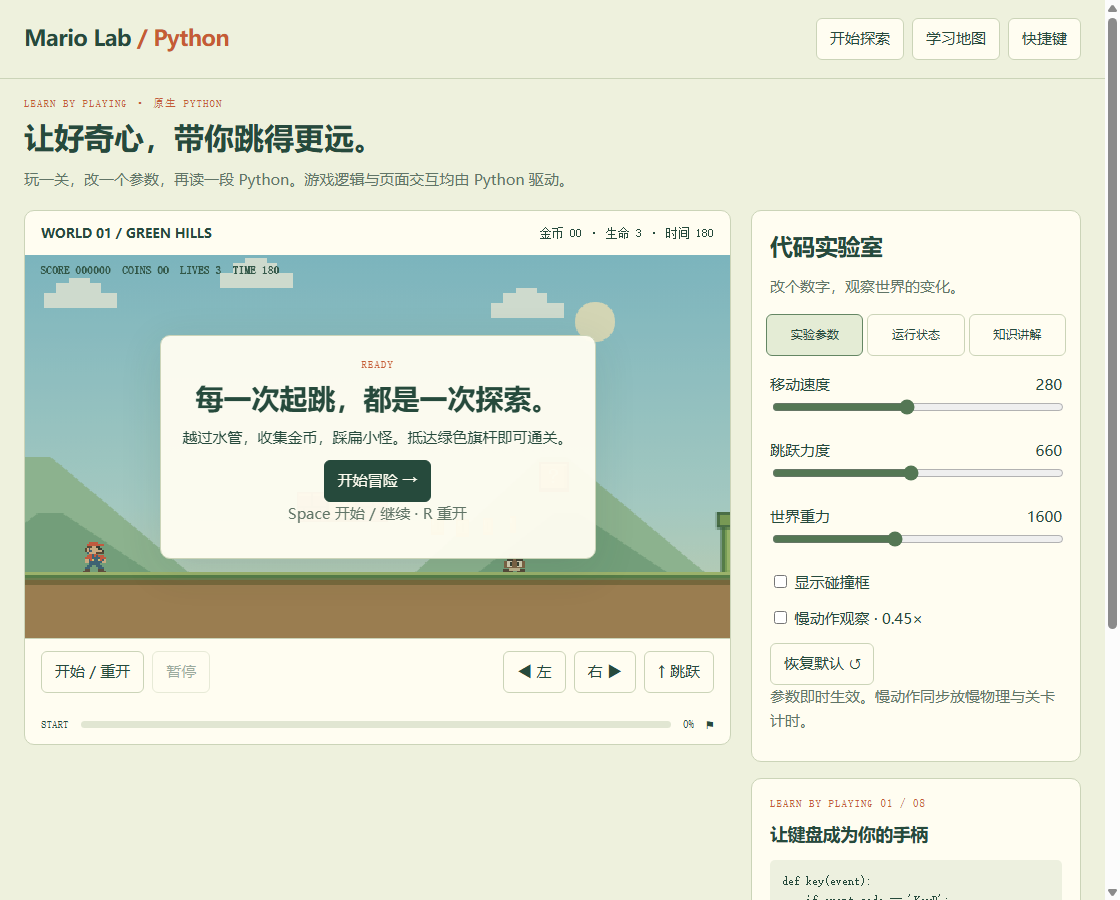 Mario Lab / Python
开始探索 学习地图 快捷键
LEARN BY PLAYING · 原生 PYTHON
让好奇心，带你跳得更远。
玩一关，改一个参数，再读一段 Python。游戏逻辑与页面交互均由 Python 驱动。
WORLD 01 / GREEN HILLS
金币 00 · 生命 3 · 时间 180
SCORE 000000 COINS 00 LIVES 3 TIME 180
READY
每一次起跳，都是一次探索。
越过水管，收集金币，踩扁小怪。抵达绿色旗杆即可通关。
开始冒险 →
Space 开始 / 继续 · R 重开
开始 / 重开 暂停 ◀ 左 右 ▶ ↑ 跳跃
START 0% ⚑
代码实验室
改个数字，观察世界的变化。
实验参数 运行状态 知识讲解
移动速度 280
跳跃力度 660
世界重力 1600
显示碰撞框
慢动作观察 · 0.45×
恢复默认 ↺
参数即时生效。慢动作同步放慢物理与关卡
计时。
LEARN BY PLAYING 01 / 08
让键盘成为你的手柄
def key(event):